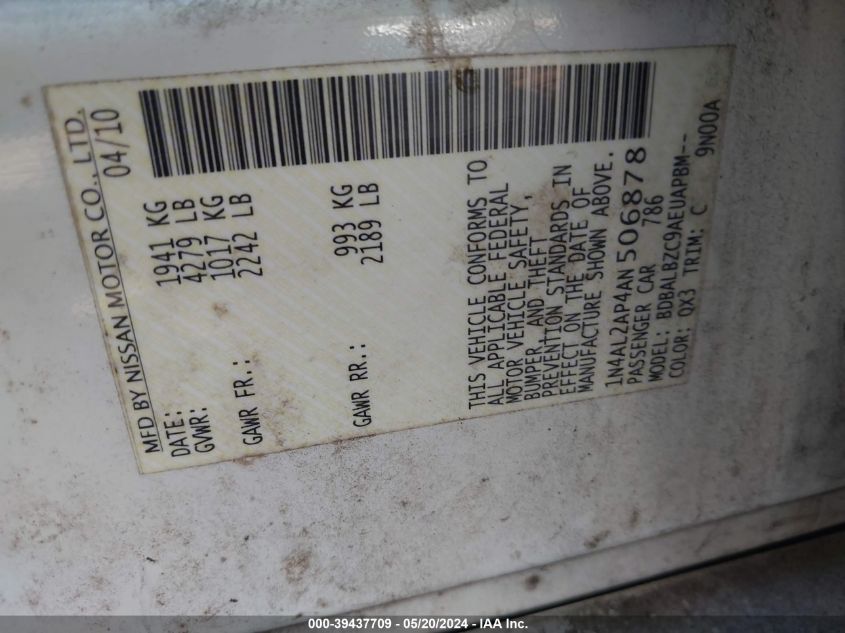 MFD BY NISSAN MOTOR CO., LTD.
DATE: 04/10
GVWR: 1941 KG
4279 LB
GAWR FR.: 1017 KG
2242 LB
GAWR RR.: 993 KG
2189 LB
THIS VEHICLE CONFORMS TO
ALL APPLICABLE FEDERAL
MOTOR VEHICLE SAFETY,
BUMPER, AND THEFT
PREVENTION STANDARDS IN
EFFECT ON THE DATE OF
MANUFACTURE SHOWN ABOVE.
1N4AL2AP4AN506878
PASSENGER CAR 786
MODEL: BDBALBZC9AEUAPBM--
COLOR: QX3 TRIM: C 9N00A
000-39437709 - 05/20/2024 - IAA Inc.